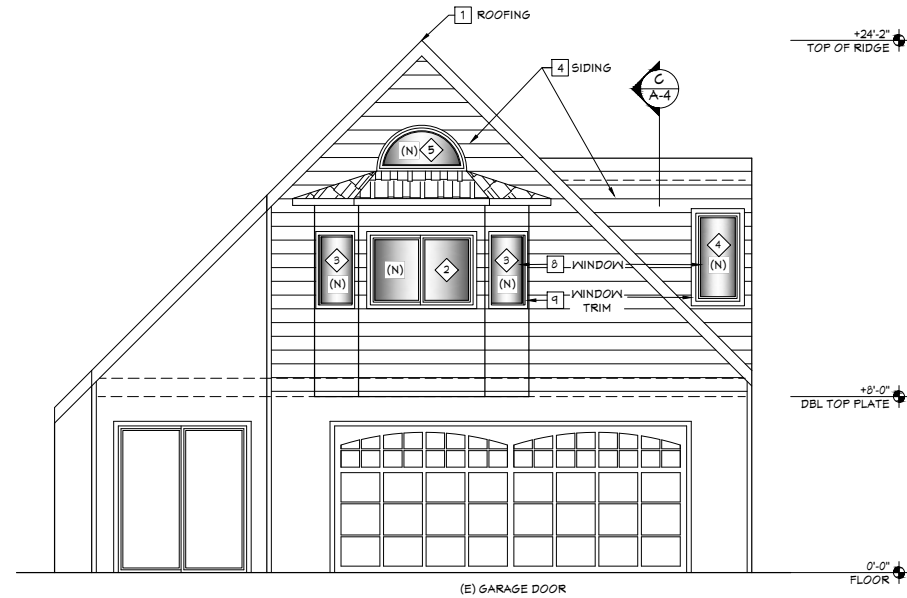 1 ROOFING
+24'-2"
TOP OF RIDGE
4 SIDING
C
A-4
(N) 5
3
(N)
(N) 2
3
(N)
4
(N)
8 WINDOW
9 WINDOW
TRIM
+8'-0"
DBL TOP PLATE
0'-0"
FLOOR
(E) GARAGE DOOR